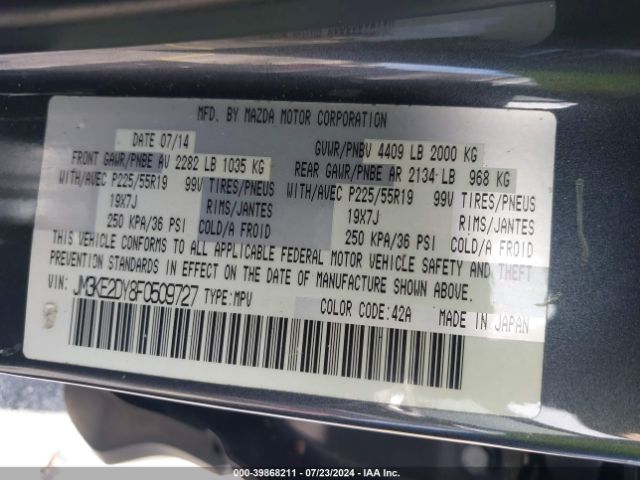 MFD. BY MAZDA MOTOR CORPORATION
DATE 07/14 GVWR/PNBV 4409 LB 2000 KG
FRONT GAWR/PNBE AV 2282 LB 1035 KG REAR GAWR/PNBE AR 2134 LB 968 KG
WITH/AVEC P225/55R19 99V TIRES/PNEUS WITH/AVEC P225/55R19 99V TIRES/PNEUS
19X7J RIMS/JANTES 19X7J RIMS/JANTES
250 KPA/36 PSI COLD/A FROID 250 KPA/36 PSI COLD/A FROID
THIS VEHICLE CONFORMS TO ALL APPLICABLE FEDERAL MOTOR VEHICLE SAFETY AND THEFT
PREVENTION STANDARDS IN EFFECT ON THE DATE OF MANUFACTURE SHOWN ABOVE.
VIN: JM3KE2DY8F0509727 TYPE:MPV COLOR CODE:42A MADE IN JAPAN
000-39868211 - 07/23/2024 - IAA Inc.